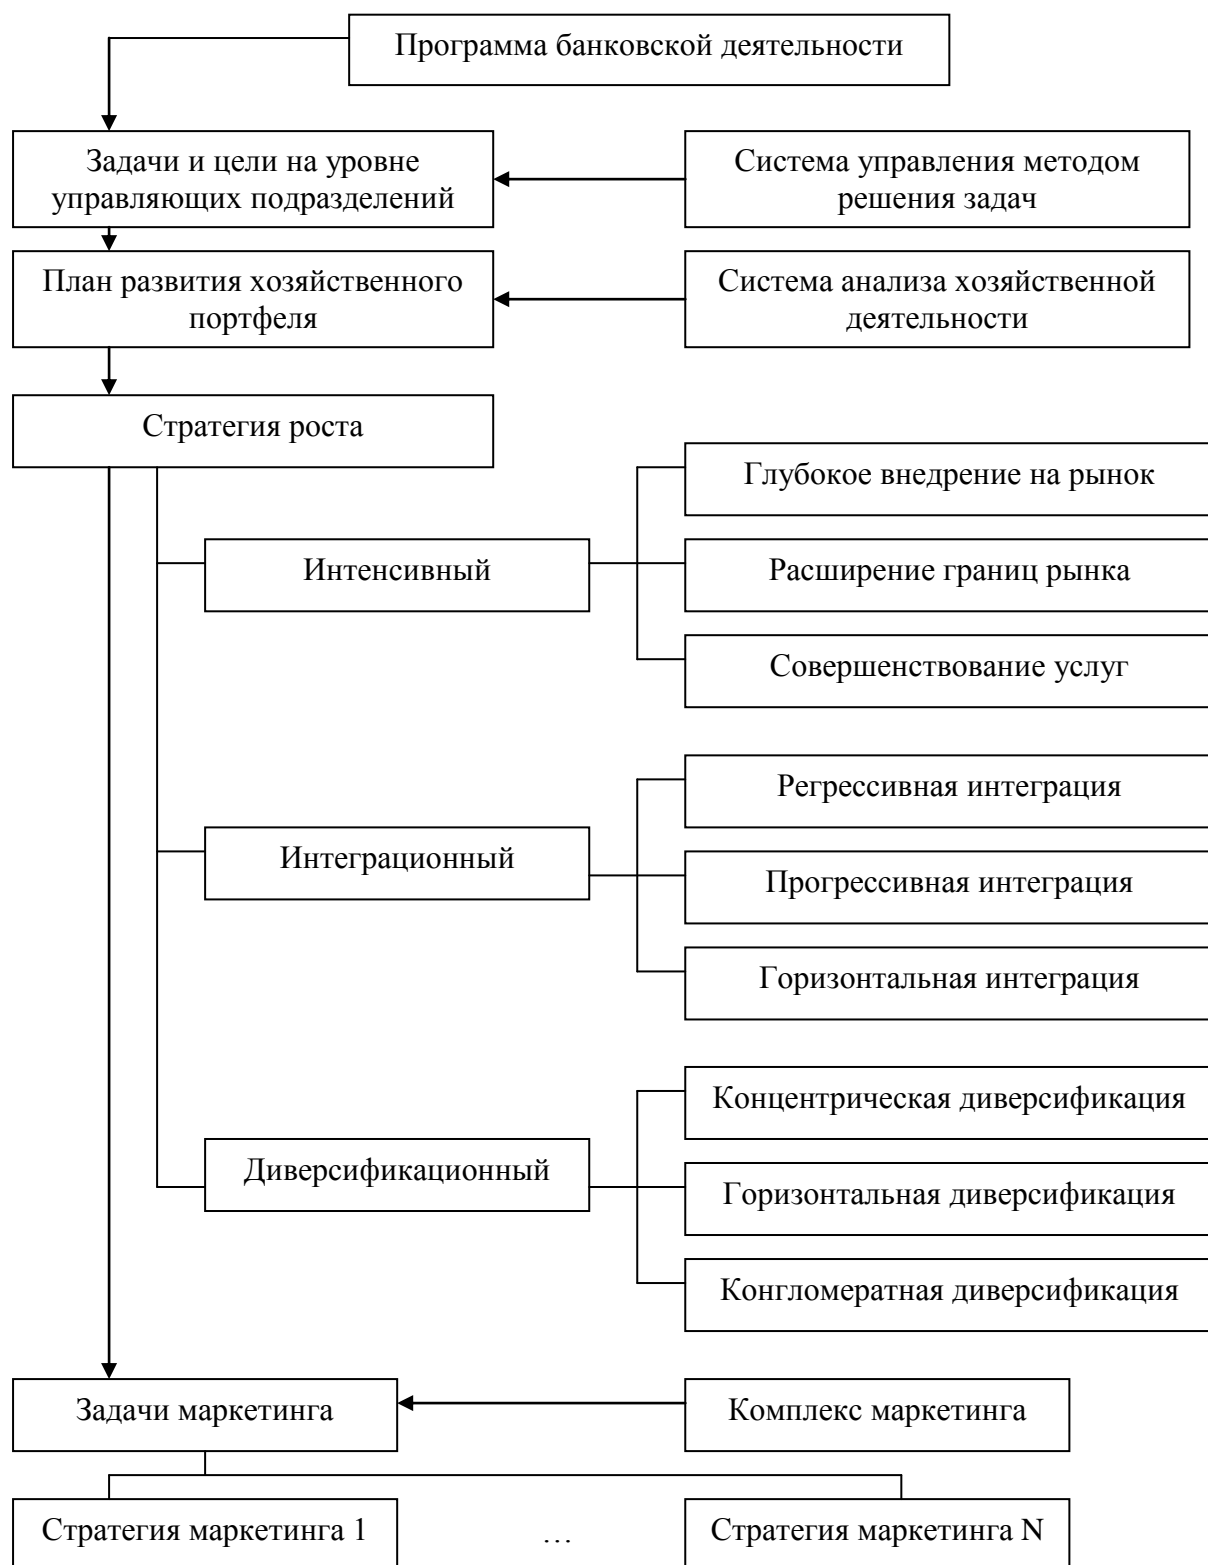 Программа банковской деятельности
Задачи и цели на уровне
управляющих подразделений
Система управления методом
решения задач
План развития хозяйственного
портфеля
Система анализа хозяйственной
деятельности
Стратегия роста
Глубокое внедрение на рынок
Интенсивный
Расширение границ рынка
Совершенствование услуг
Регрессивная интеграция
Интеграционный
Прогрессивная интеграция
Горизонтальная интеграция
Концентрическая диверсификация
Диверсификационный
Горизонтальная диверсификация
Конгломератная диверсификация
Задачи маркетинга
Комплекс маркетинга
Стратегия маркетинга 1
…
Стратегия маркетинга N